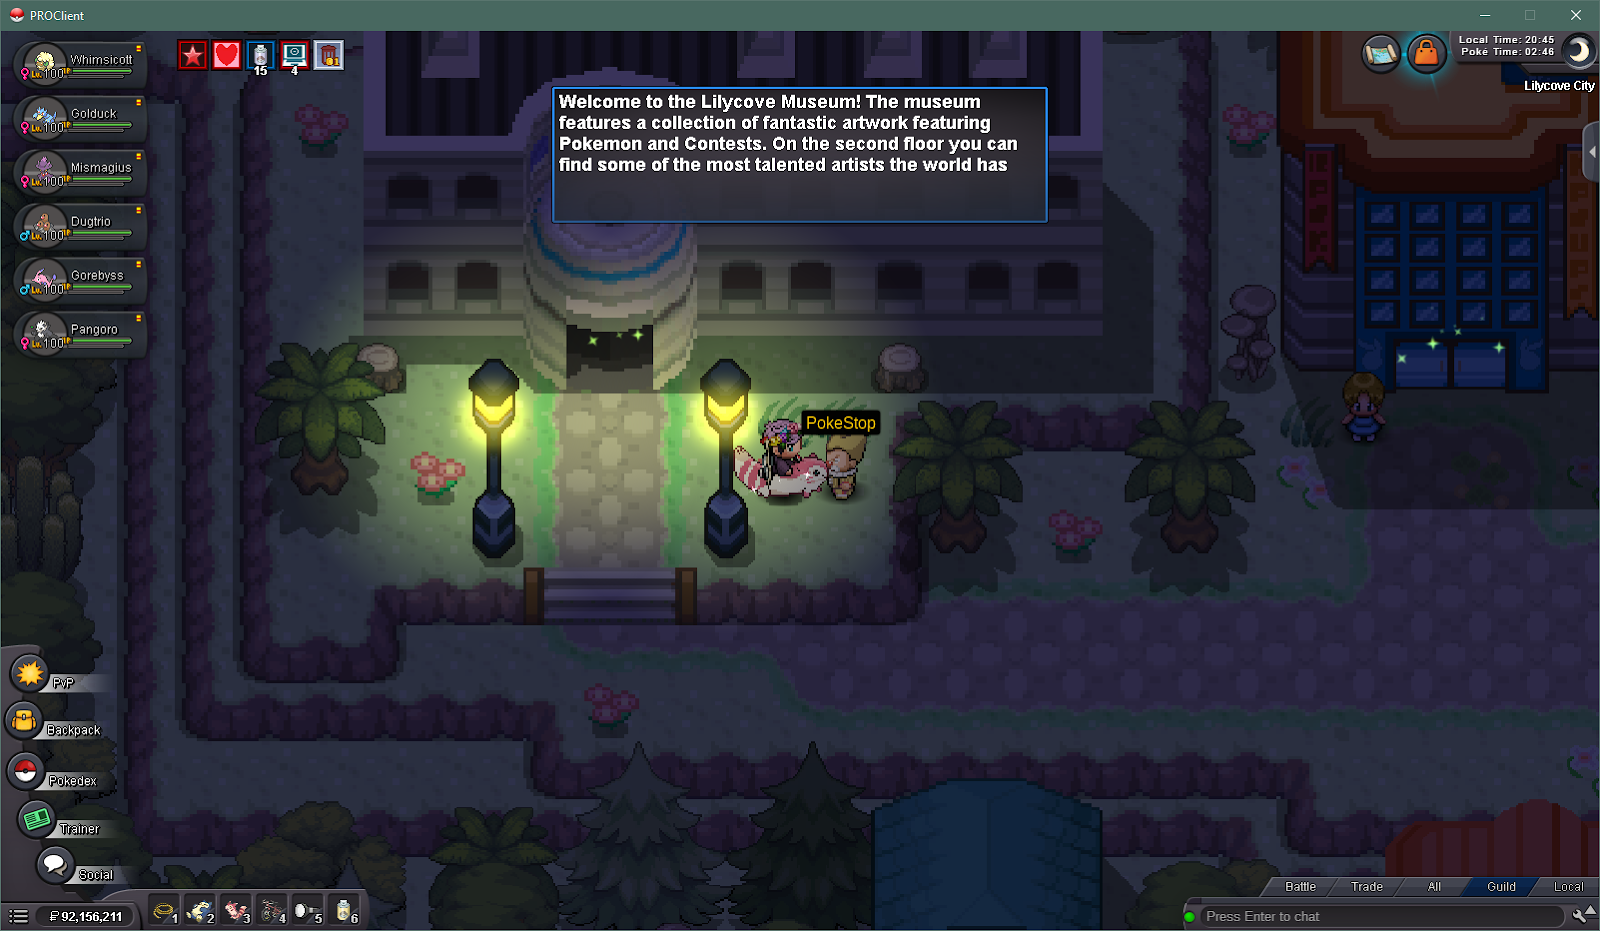 PROClient
Whimsicott
Lv.100
Golduck
Lv.100
Mismagius
Lv.100
Dugtrio
Lv.100
Gorebyss
Lv.100
Pangoro
Lv.100
15
4
1
Local Time: 20:45
Poké Time: 02:46
Lilycove City
Welcome to the Lilycove Museum! The museum
features a collection of fantastic artwork featuring
Pokemon and Contests. On the second floor you can
find some of the most talented artists the world has
PokeStop
PvP
Backpack
Pokedex
Trainer
Social
₽ 92,156,211
1 2 3 4 5 6
Battle Trade All Guild Local
Press Enter to chat